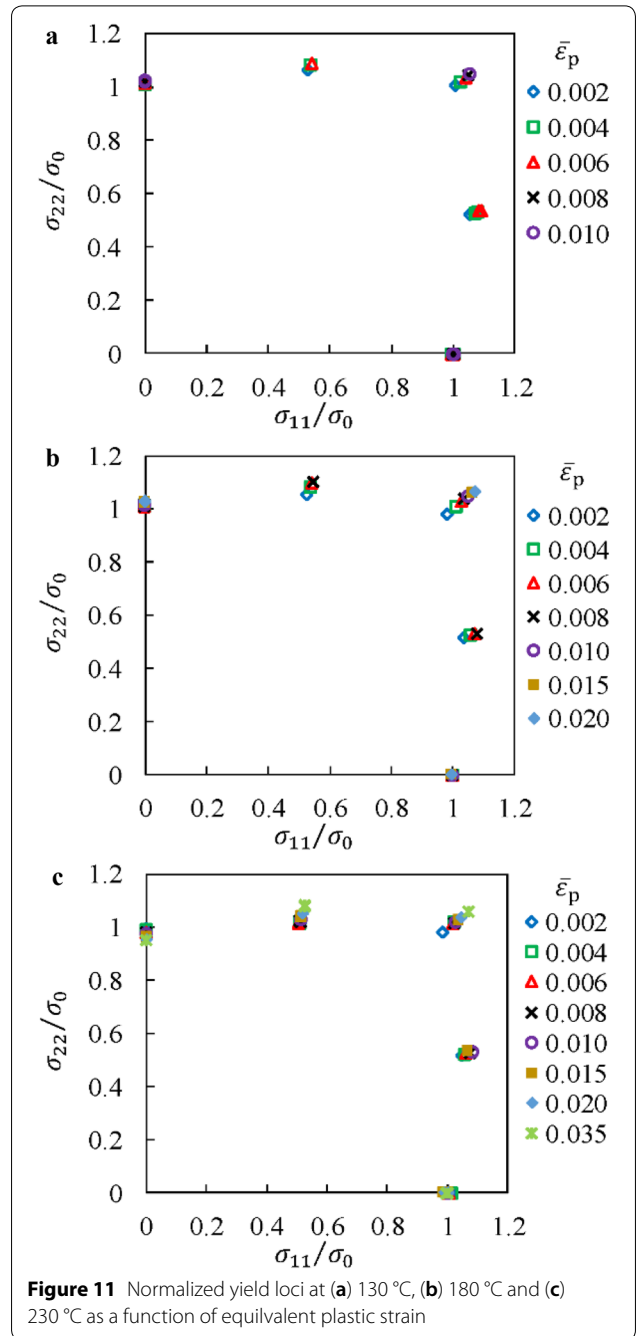 a
1.2
1
0.8
0.6
0.4
0.2
0
σ22/σ0
0 0.2 0.4 0.6 0.8 1 1.2
σ11/σ0
ε̄p
0.002
0.004
0.006
0.008
0.010
b
1.2
1
0.8
0.6
0.4
0.2
0
σ22/σ0
0 0.2 0.4 0.6 0.8 1 1.2
σ11/σ0
ε̄p
0.002
0.004
0.006
0.008
0.010
0.015
0.020
c
1.2
1
0.8
0.6
0.4
0.2
0
σ22/σ0
0 0.2 0.4 0.6 0.8 1 1.2
σ11/σ0
ε̄p
0.002
0.004
0.006
0.008
0.010
0.015
0.020
0.035
Figure 11 Normalized yield loci at (a) 130 °C, (b) 180 °C and (c)
230 °C as a function of equilvalent plastic strain